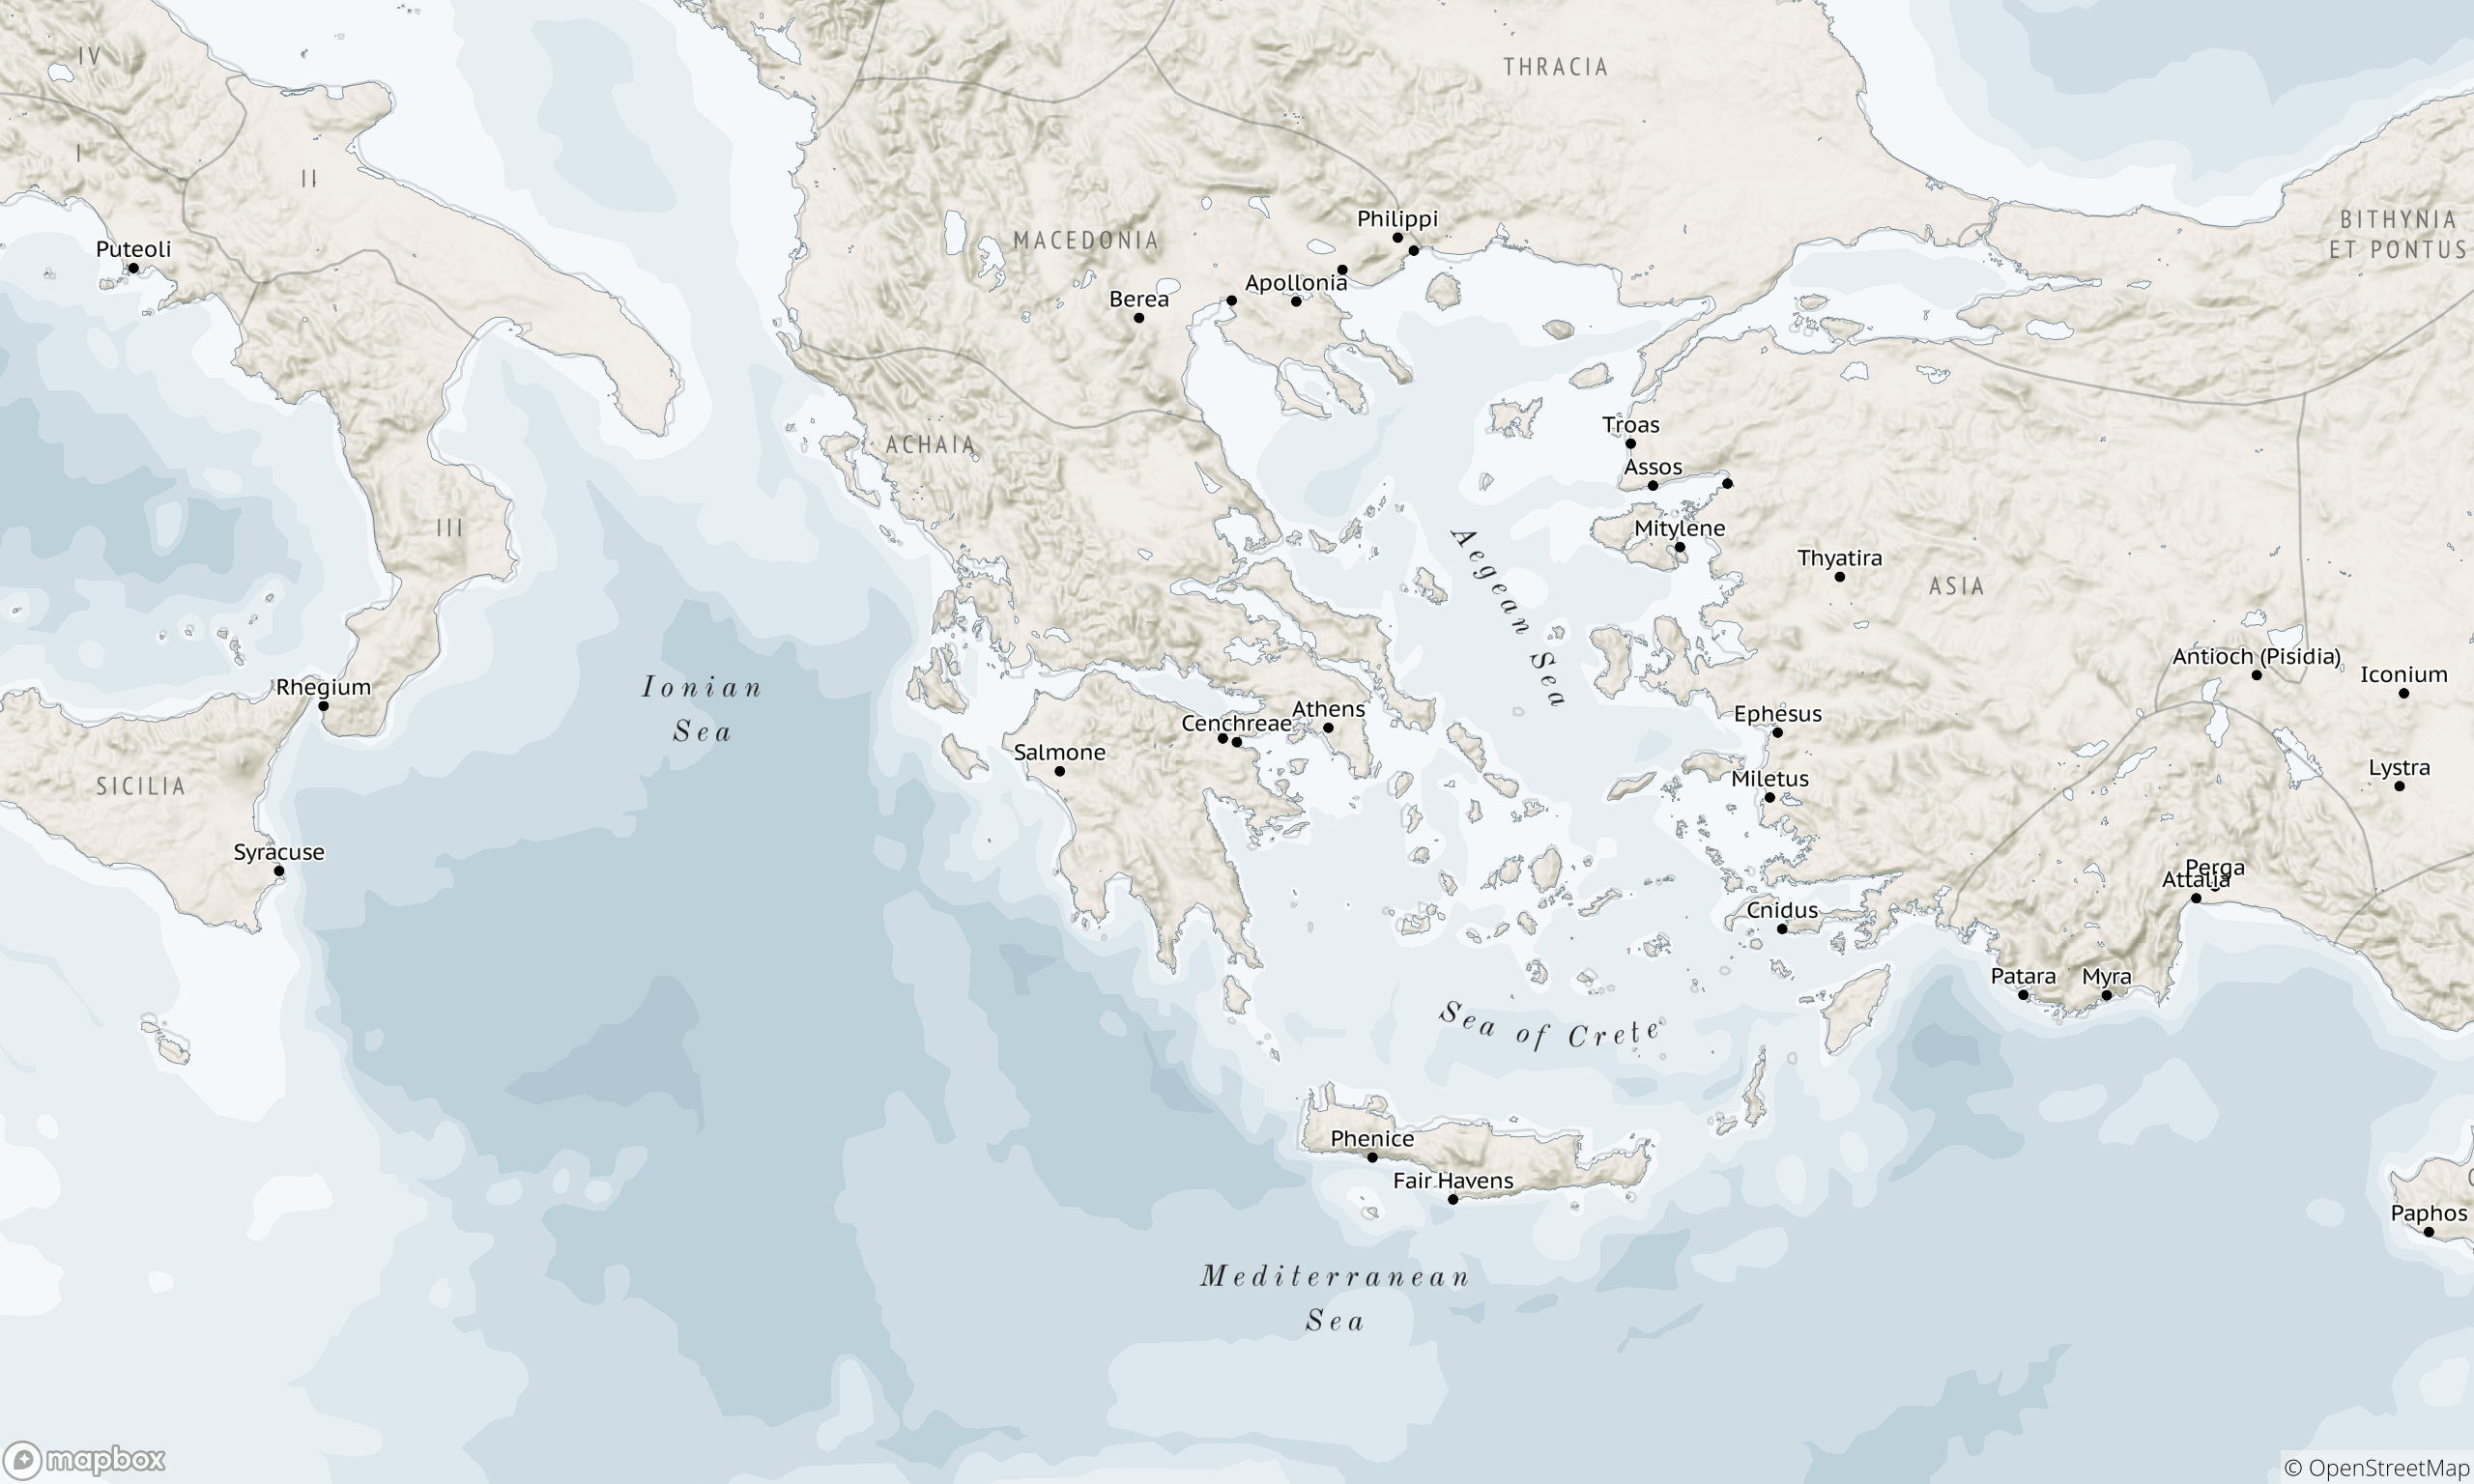 IV
THRACIA
I
II
Puteoli
Philippi
BITHYNIA
ET PONTUS
MACEDONIA
Apollonia
Berea
Troas
ACHAIA
Assos
III
Mitylene
Aegean Sea
Thyatira
ASIA
Antioch (Pisidia)
Iconium
Rhegium
Ionian
Sea
Cenchreae
Athens
Ephesus
Salmone
SICILIA
Miletus
Lystra
Syracuse
Perga
Attalia
Cnidus
Patara
Myra
Sea of Crete
Phenice
Fair Havens
C
Paphos
Mediterranean
Sea
mapbox
© OpenStreetMap